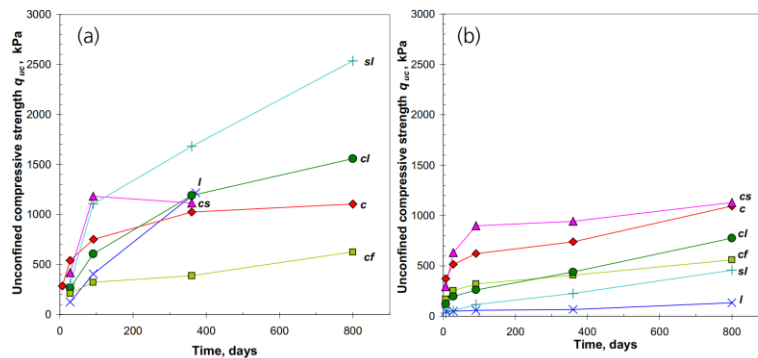 (a)
Unconfined compressive strength q uc, kPa
3000
2500
2000
1500
1000
500
0
0
200
400
600
800
Time, days
sl
cl
l
cs
c
cf
(b)
Unconfined compressive strength q uc, kPa
3000
2500
2000
1500
1000
500
0
0
200
400
600
800
Time, days
cs
c
cl
cf
sl
l